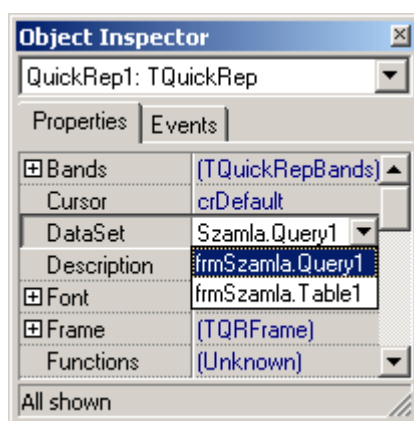 Object Inspector
QuickRep1: TQuickRep
Properties Events
Bands (TQuickRepBands)
Cursor crDefault
DataSet Szamla.Query1
Description frmSzamla.Query1
Font frmSzamla.Table1
Frame (TQRFrame)
Functions (Unknown)
All shown